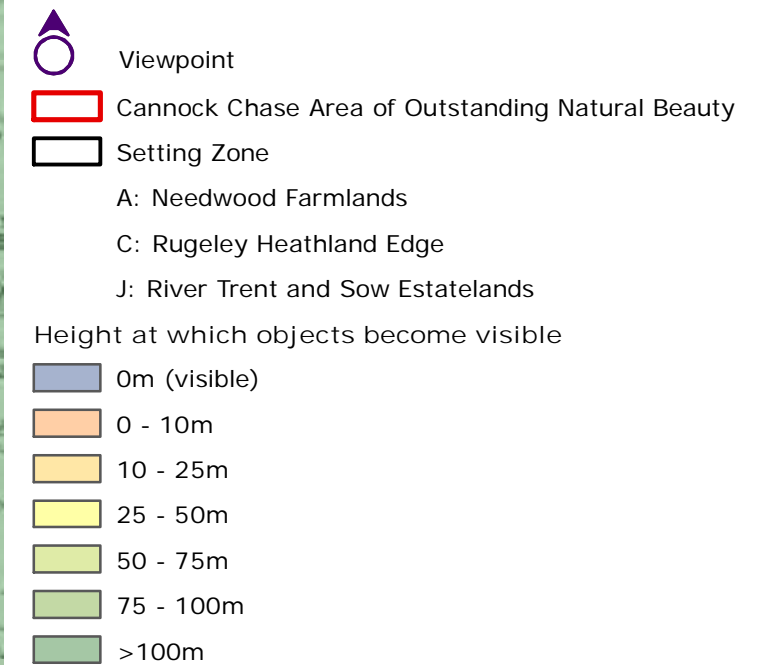 Viewpoint
Cannock Chase Area of Outstanding Natural Beauty
Setting Zone
A: Needwood Farmlands
C: Rugeley Heathland Edge
J: River Trent and Sow Estatelands
Height at which objects become visible
0m (visible)
0 - 10m
10 - 25m
25 - 50m
50 - 75m
75 - 100m
>100m